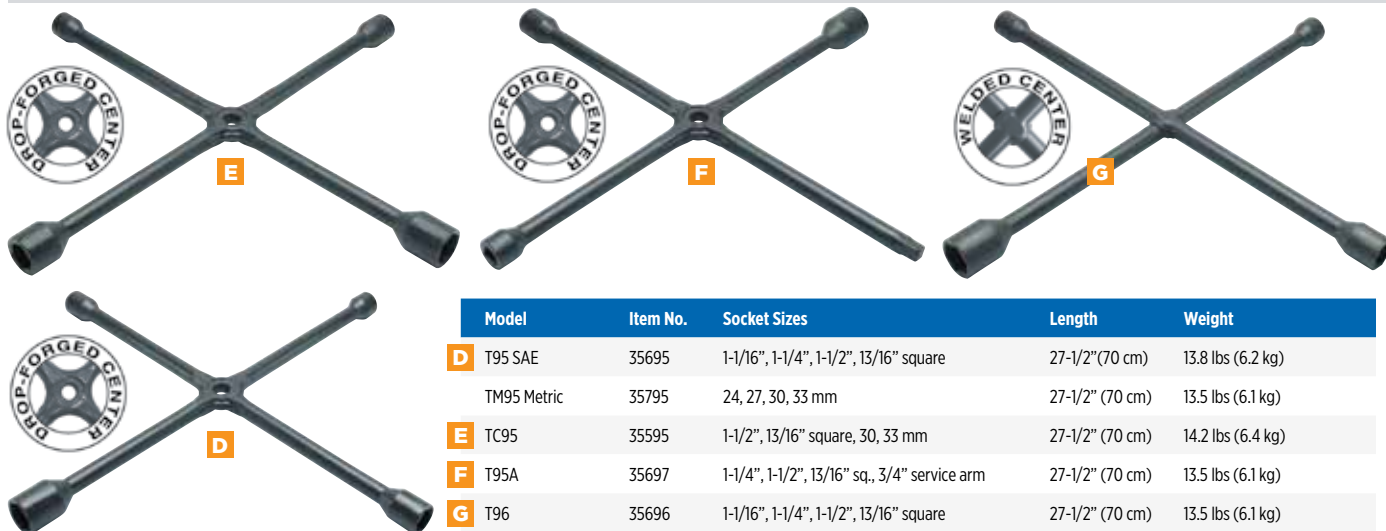 DROP-FORGED CENTER
E
DROP-FORGED CENTER
F
WELDED CENTER
G
DROP-FORGED CENTER
D
Model Item No. Socket Sizes Length Weight
D T95 SAE 35695 1-1/16”, 1-1/4”, 1-1/2”, 13/16” square 27-1/2”(70 cm) 13.8 lbs (6.2 kg)
TM95 Metric 35795 24, 27, 30, 33 mm 27-1/2” (70 cm) 13.5 lbs (6.1 kg)
E TC95 35595 1-1/2”, 13/16” square, 30, 33 mm 27-1/2” (70 cm) 14.2 lbs (6.4 kg)
F T95A 35697 1-1/4”, 1-1/2”, 13/16” sq., 3/4” service arm 27-1/2” (70 cm) 13.5 lbs (6.1 kg)
G T96 35696 1-1/16”, 1-1/4”, 1-1/2”, 13/16” square 27-1/2” (70 cm) 13.5 lbs (6.1 kg)